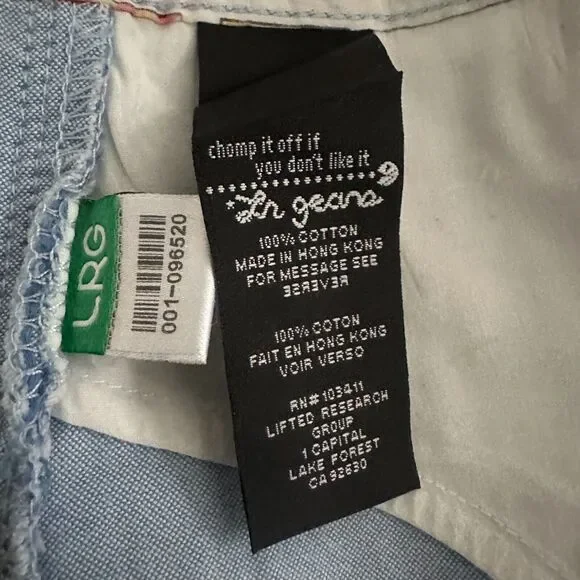 chomp it off if
you don't like it
Lr geans
100% COTTON
MADE IN HONG KONG
FOR MESSAGE SEE
REVERSE
100% COTON
FAIT EN HONG KONG
VOIR VERSO
RN# 103411
LIFTED RESEARCH
GROUP
1 CAPITAL
LAKE FOREST
CA 92630
LRG
001-096520